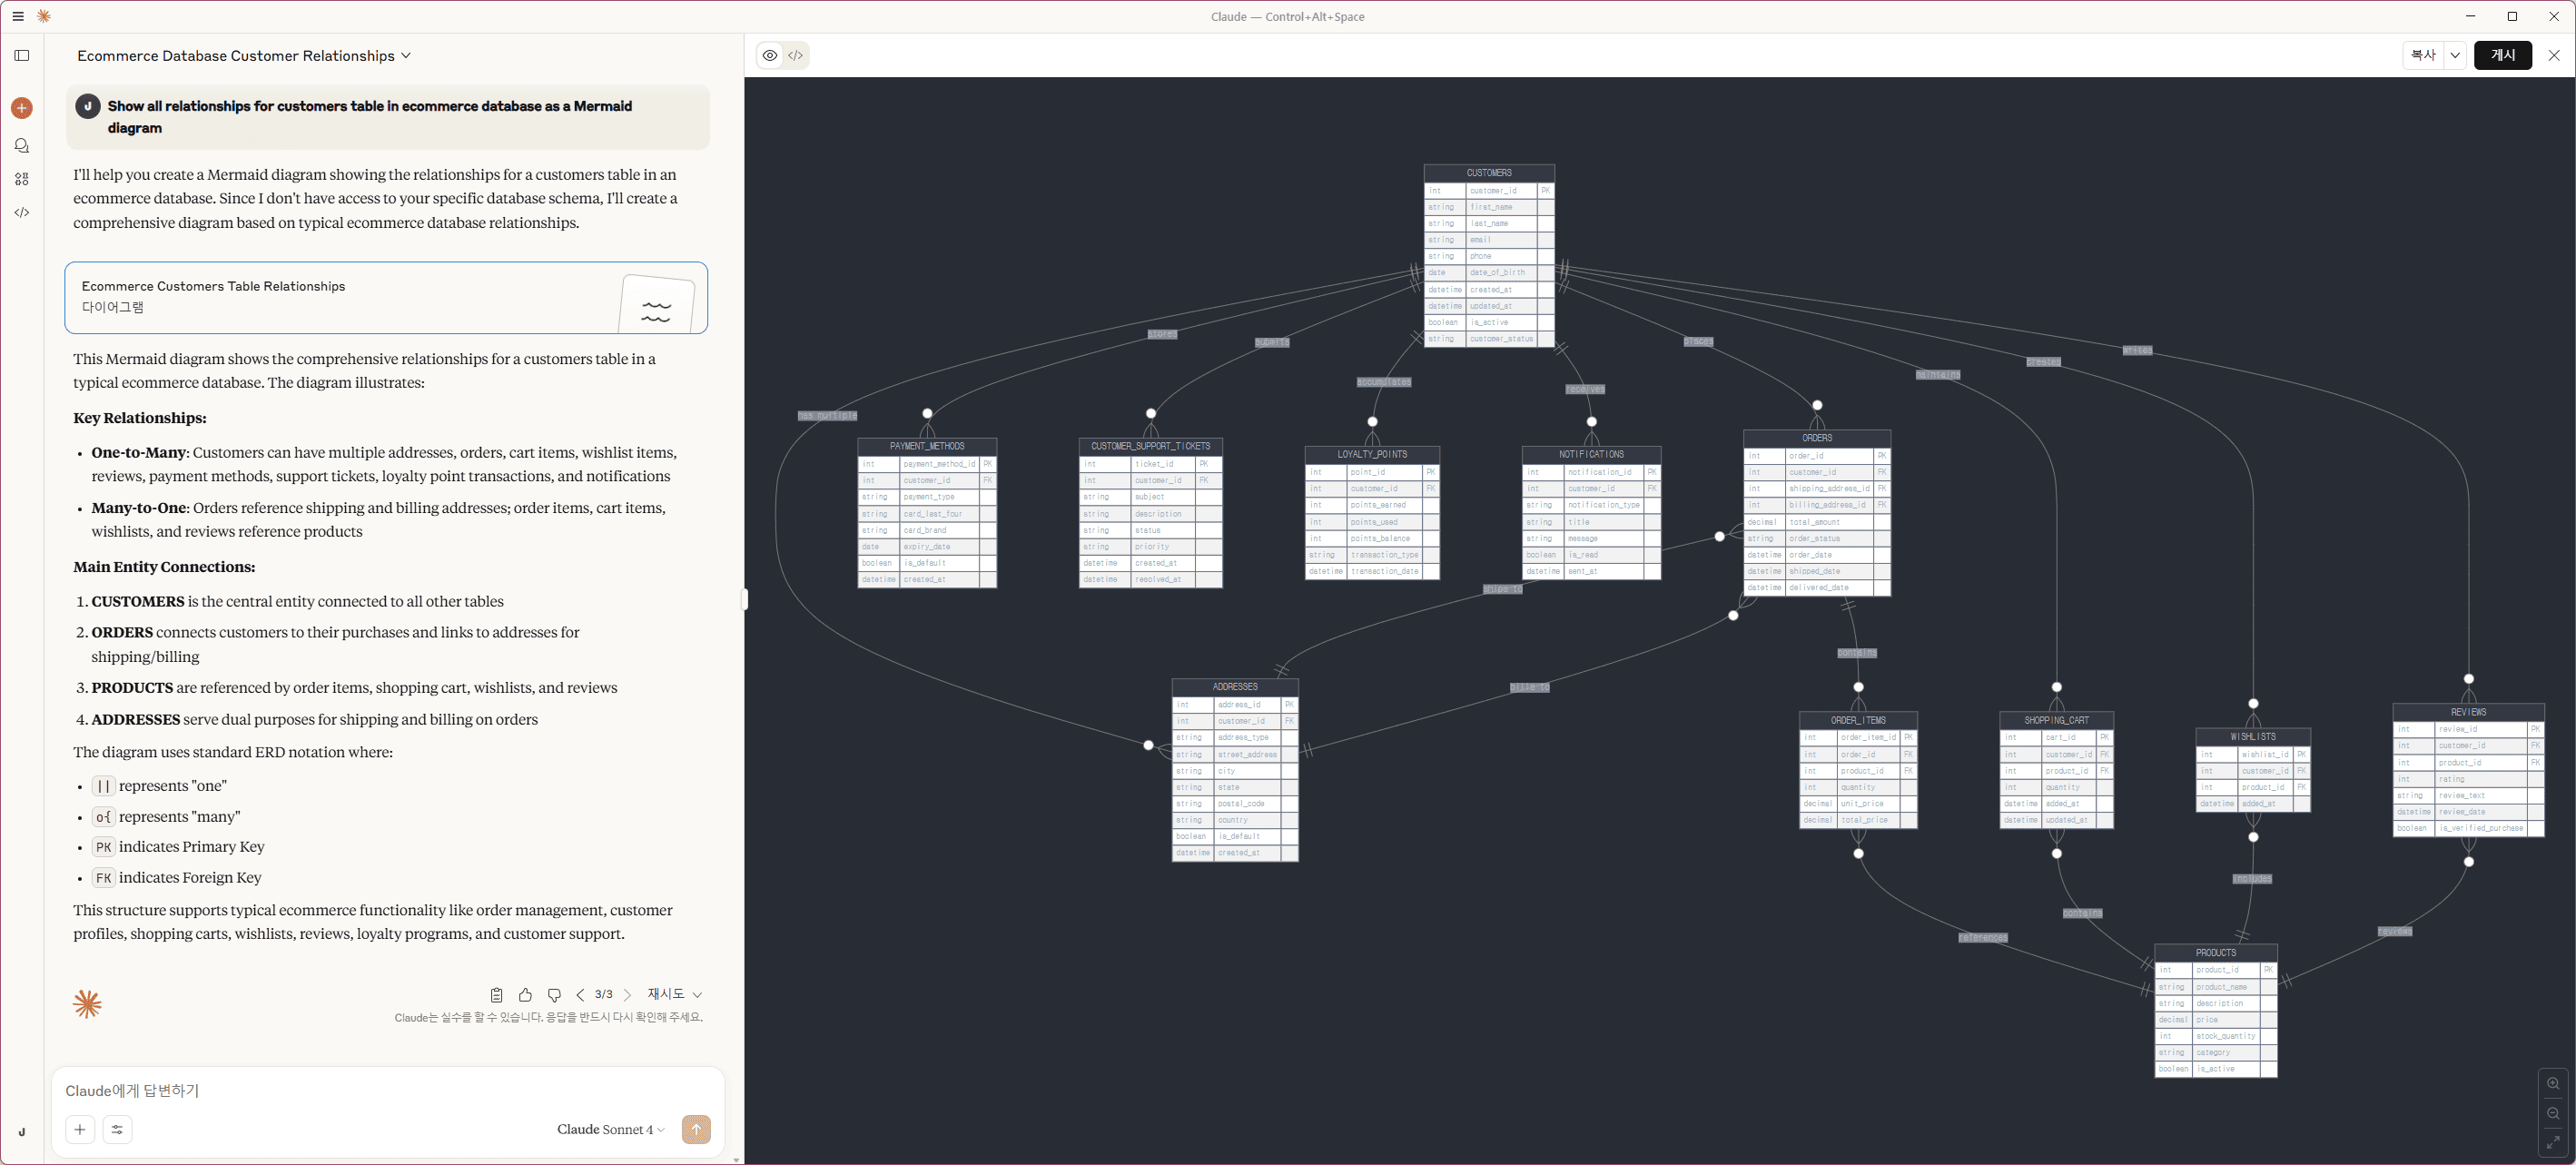 Claude — Control+Alt+Space
Ecommerce Database Customer Relationships
J
Show all relationships for customers table in ecommerce database as a Mermaid
diagram
I'll help you create a Mermaid diagram showing the relationships for a customers table in an
ecommerce database. Since I don't have access to your specific database schema, I'll create a
comprehensive diagram based on typical ecommerce database relationships.
Ecommerce Customers Table Relationships
다이어그램
This Mermaid diagram shows the comprehensive relationships for a customers table in a
typical ecommerce database. The diagram illustrates:
Key Relationships:
• One-to-Many: Customers can have multiple addresses, orders, cart items, wishlist items,
reviews, payment methods, support tickets, loyalty point transactions, and notifications
• Many-to-One: Orders reference shipping and billing addresses; order items, cart items,
wishlists, and reviews reference products
Main Entity Connections:
1. CUSTOMERS is the central entity connected to all other tables
2. ORDERS connects customers to their purchases and links to addresses for
shipping/billing
3. PRODUCTS are referenced by order items, shopping cart, wishlists, and reviews
4. ADDRESSES serve dual purposes for shipping and billing on orders
The diagram uses standard ERD notation where:
• || represents "one"
• o{ represents "many"
• PK indicates Primary Key
• FK indicates Foreign Key
This structure supports typical ecommerce functionality like order management, customer
profiles, shopping carts, wishlists, reviews, loyalty programs, and customer support.
3/3
재시도
Claude는 실수를 할 수 있습니다. 응답을 반드시 다시 확인해 주세요.
Claude에게 답변하기
Claude Sonnet 4
J
</>
복사
게시
CUSTOMERS
int customer_id PK
string first_name
string last_name
string email
string phone
date date_of_birth
datetime created_at
datetime updated_at
boolean is_active
string customer_status
has multiple
stores
submits
accumulates
receives
places
maintains
creates
writes
PAYMENT_METHODS
int payment_method_id PK
int customer_id FK
string payment_type
string card_last_four
string card_brand
date expiry_date
boolean is_default
datetime created_at
CUSTOMER_SUPPORT_TICKETS
int ticket_id PK
int customer_id FK
string subject
string description
string status
string priority
datetime created_at
datetime resolved_at
LOYALTY_POINTS
int point_id PK
int customer_id FK
int points_earned
int points_used
int points_balance
string transaction_type
datetime transaction_date
NOTIFICATIONS
int notification_id PK
int customer_id FK
string notification_type
string title
string message
boolean is_read
datetime sent_at
ORDERS
int order_id PK
int customer_id FK
int shipping_address_id FK
int billing_address_id FK
decimal total_amount
string order_status
datetime order_date
datetime shipped_date
datetime delivered_date
ships to
bills to
contains
ADDRESSES
int address_id PK
int customer_id FK
string address_type
string street_address
string city
string state
string postal_code
string country
boolean is_default
datetime created_at
ORDER_ITEMS
int order_item_id PK
int order_id FK
int product_id FK
int quantity
decimal unit_price
decimal total_price
SHOPPING_CART
int cart_id PK
int customer_id FK
int product_id FK
int quantity
datetime added_at
datetime updated_at
WISHLISTS
int wishlist_id PK
int customer_id FK
int product_id FK
datetime added_at
REVIEWS
int review_id PK
int customer_id FK
int product_id FK
int rating
string review_text
datetime review_date
boolean is_verified_purchase
references
contains
includes
reviews
PRODUCTS
int product_id PK
string product_name
string description
decimal price
int stock_quantity
string category
boolean is_active